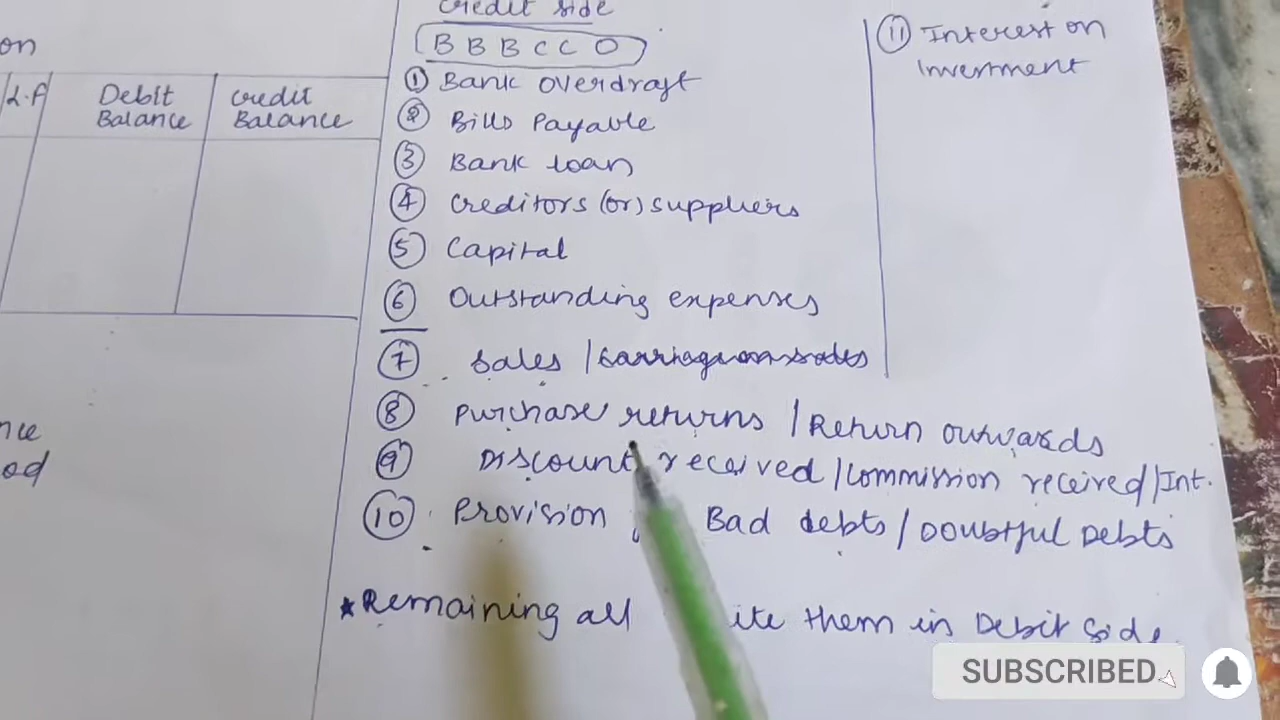 on
L.F
Debit Balance
Credit Balance
nce
od
Credit side
B B B C C O
① Bank overdraft
② Bills Payable
③ Bank loan
④ Creditors (or) suppliers
⑤ Capital
⑥ Outstanding expenses
⑦ Sales /
⑧ Purchase returns / Return outwards
⑨ Discount received / Commission received / Int.
⑩ Provision Bad debts / Doubtful Debts
* Remaining all ite them in Debit Side
⑪ Interest on
Investment
SUBSCRIBED